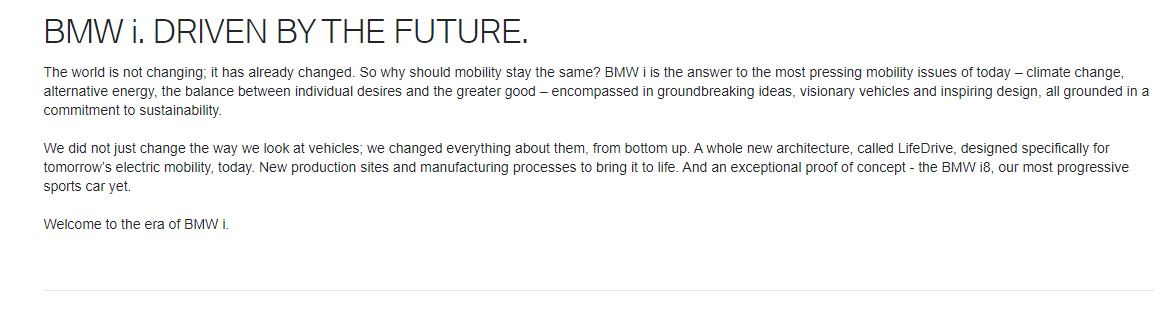 BMW i. DRIVEN BY THE FUTURE.
The world is not changing; it has already changed. So why should mobility stay the same? BMW i is the answer to the most pressing mobility issues of today – climate change,
alternative energy, the balance between individual desires and the greater good – encompassed in groundbreaking ideas, visionary vehicles and inspiring design, all grounded in a
commitment to sustainability.
We did not just change the way we look at vehicles; we changed everything about them, from bottom up. A whole new architecture, called LifeDrive, designed specifically for
tomorrow's electric mobility, today. New production sites and manufacturing processes to bring it to life. And an exceptional proof of concept - the BMW i8, our most progressive
sports car yet.
Welcome to the era of BMW i.